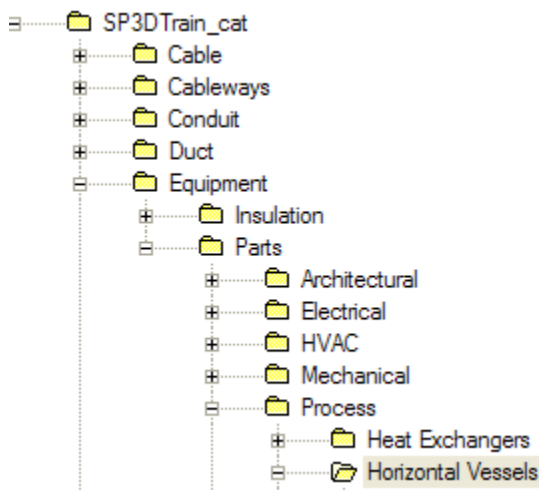 SP3DTrain_cat
Cable
Cableways
Conduit
Duct
Equipment
Insulation
Parts
Architectural
Electrical
HVAC
Mechanical
Process
Heat Exchangers
Horizontal Vessels